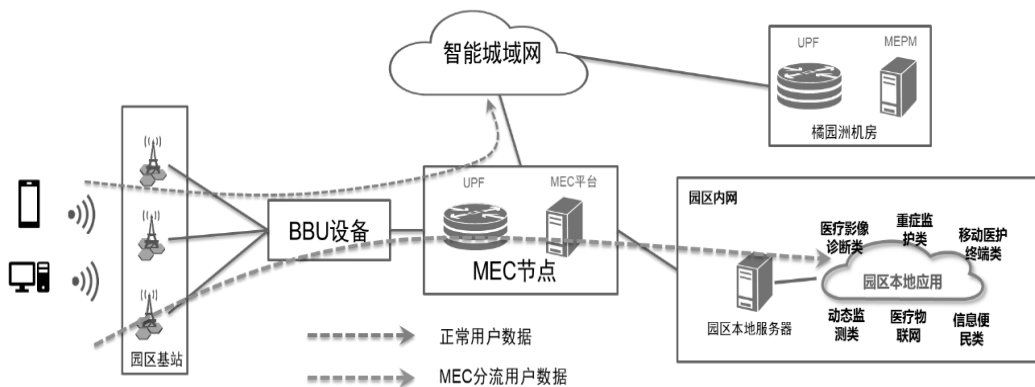 智能城域网
UPF
MEPM
橘园洲机房
UPF
MEC平台
BBU设备
MEC节点
园区基站
园区内网
医疗影像
诊断类
重症监
护类
移动医护
终端类
园区本地应用
园区本地服务器
动态监
测类
医疗物
联网
信息便
民类
正常用户数据
MEC分流用户数据